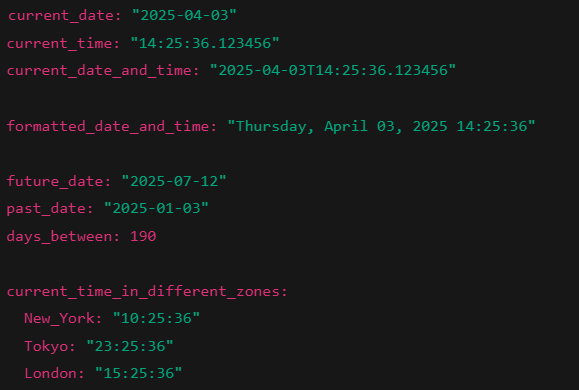 current_date: "2025-04-03"
current_time: "14:25:36.123456"
current_date_and_time: "2025-04-03T14:25:36.123456"
formatted_date_and_time: "Thursday, April 03, 2025 14:25:36"
future_date: "2025-07-12"
past_date: "2025-01-03"
days_between: 190
current_time_in_different_zones:
  New_York: "10:25:36"
  Tokyo: "23:25:36"
  London: "15:25:36"